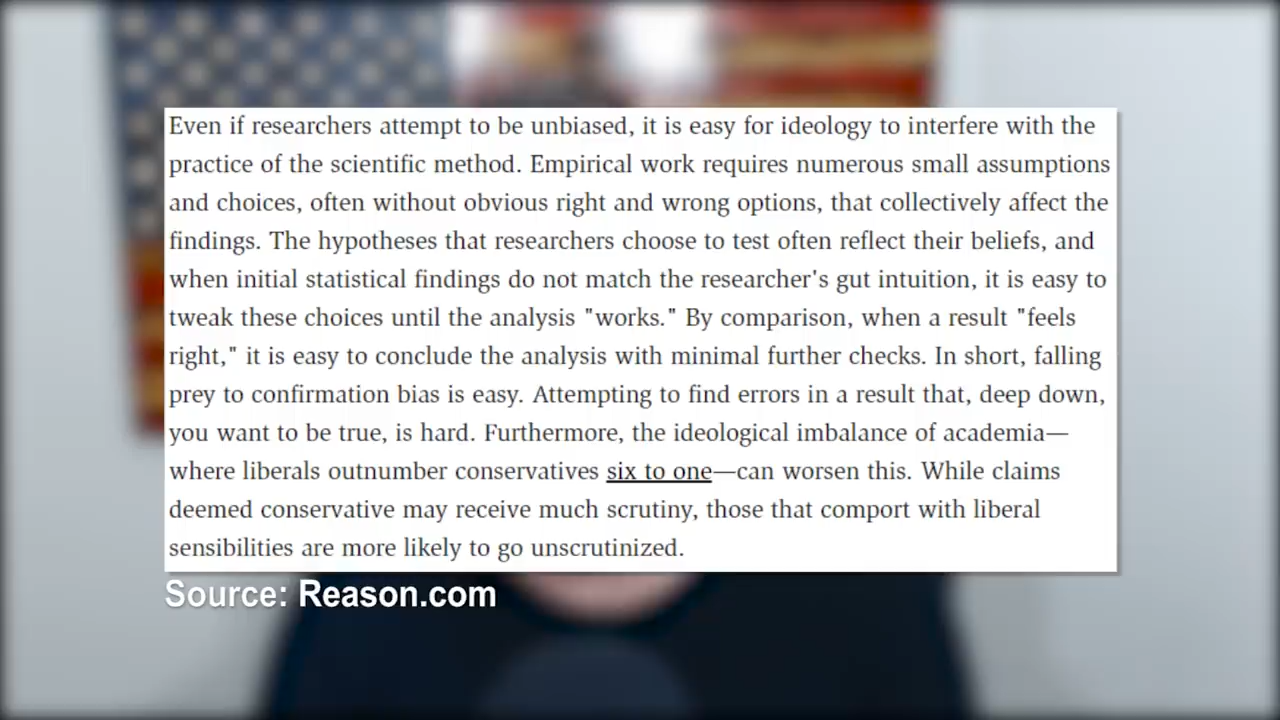 Even if researchers attempt to be unbiased, it is easy for ideology to interfere with the
practice of the scientific method. Empirical work requires numerous small assumptions
and choices, often without obvious right and wrong options, that collectively affect the
findings. The hypotheses that researchers choose to test often reflect their beliefs, and
when initial statistical findings do not match the researcher's gut intuition, it is easy to
tweak these choices until the analysis "works." By comparison, when a result "feels
right," it is easy to conclude the analysis with minimal further checks. In short, falling
prey to confirmation bias is easy. Attempting to find errors in a result that, deep down,
you want to be true, is hard. Furthermore, the ideological imbalance of academia—
where liberals outnumber conservatives six to one—can worsen this. While claims
deemed conservative may receive much scrutiny, those that comport with liberal
sensibilities are more likely to go unscrutinized.
Source: Reason.com